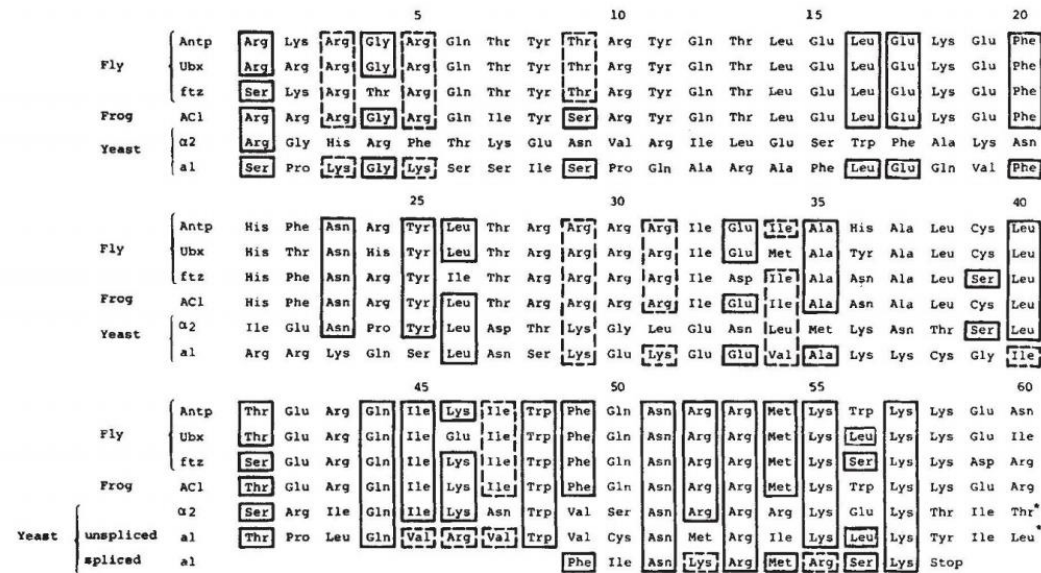 5 10 15 20
Fly Antp Arg Lys Arg Gly Arg Gln Thr Tyr Thr Arg Tyr Gln Thr Leu Glu Leu Glu Lys Glu Phe
Ubx Arg Arg Arg Gly Arg Gln Thr Tyr Thr Arg Tyr Gln Thr Leu Glu Leu Glu Lys Glu Phe
ftz Ser Lys Arg Thr Arg Gln Thr Tyr Thr Arg Tyr Gln Thr Leu Glu Leu Glu Lys Glu Phe
Frog AC1 Arg Arg Arg Gly Arg Gln Ile Tyr Ser Arg Tyr Gln Thr Leu Glu Leu Glu Lys Glu Phe
Yeast α2 Arg Gly His Arg Phe Thr Lys Glu Asn Val Arg Ile Leu Glu Ser Trp Phe Ala Lys Asn
a1 Ser Pro Lys Gly Lys Ser Ser Ile Ser Pro Gln Ala Arg Ala Phe Leu Glu Gln Val Phe
25 30 35 40
Fly Antp His Phe Asn Arg Tyr Leu Thr Arg Arg Arg Arg Ile Glu Ile Ala His Ala Leu Cys Leu
Ubx His Thr Asn His Tyr Leu Thr Arg Arg Arg Arg Ile Glu Met Ala Tyr Ala Leu Cys Leu
ftz His Phe Asn Arg Tyr Ile Thr Arg Arg Arg Arg Ile Asp Ile Ala Asn Ala Leu Ser Leu
Frog AC1 His Phe Asn Arg Tyr Leu Thr Arg Arg Arg Arg Ile Glu Ile Ala Asn Ala Leu Cys Leu
Yeast α2 Ile Glu Asn Pro Tyr Leu Asp Thr Lys Gly Leu Glu Asn Leu Met Lys Asn Thr Ser Leu
a1 Arg Arg Lys Gln Ser Leu Asn Ser Lys Glu Lys Glu Glu Val Ala Lys Lys Cys Gly Ile
45 50 55 60
Fly Antp Thr Glu Arg Gln Ile Lys Ile Trp Phe Gln Asn Arg Arg Met Lys Trp Lys Lys Glu Asn
Ubx Thr Glu Arg Gln Ile Glu Ile Trp Phe Gln Asn Arg Arg Met Lys Leu Lys Lys Glu Ile
ftz Ser Glu Arg Gln Ile Lys Ile Trp Phe Gln Asn Arg Arg Met Lys Ser Lys Lys Asp Arg
Frog AC1 Thr Glu Arg Gln Ile Lys Ile Trp Phe Gln Asn Arg Arg Met Lys Trp Lys Lys Glu Arg
α2 Ser Arg Ile Gln Ile Lys Asn Trp Val Ser Asn Arg Arg Arg Lys Glu Lys Thr Ile Thr*
Yeast unspliced a1 Thr Pro Leu Gln Val Arg Val Trp Val Cys Asn Met Arg Ile Lys Leu Lys Tyr Ile Leu*
spliced a1 Phe Ile Asn Lys Arg Met Arg Ser Lys Stop